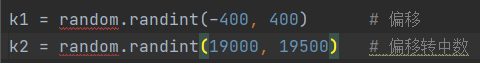 k1 = random.randint(-400, 400)       # 偏移
k2 = random.randint(19000, 19500)    # 偏移转中数